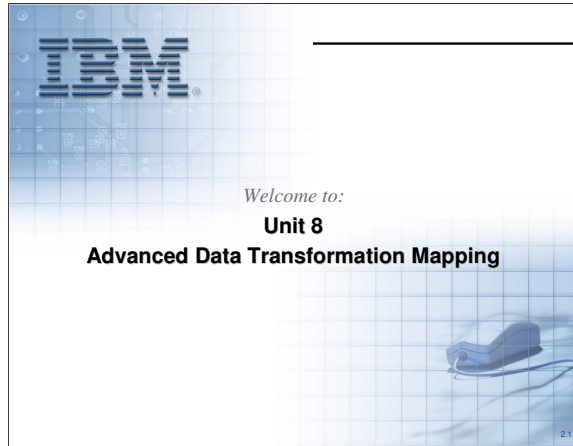 IBM®
Welcome to:
Unit 8
Advanced Data Transformation Mapping
2.1